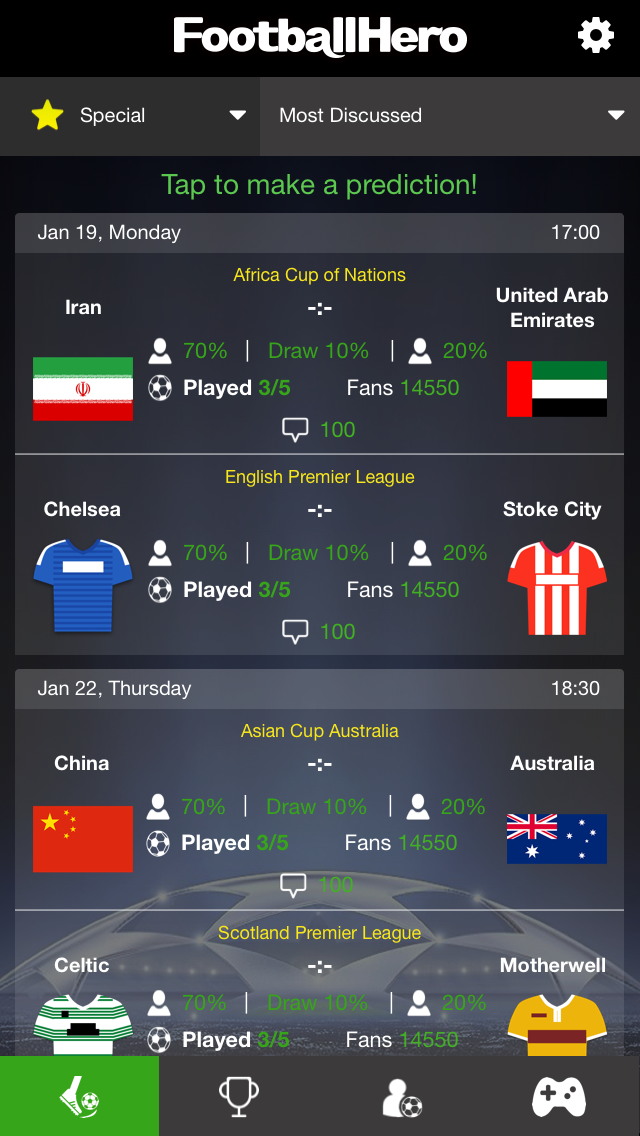 FootballHero
Special
Most Discussed
Tap to make a prediction!
Jan 19, Monday 17:00
Africa Cup of Nations
Iran -:- United Arab Emirates
70% | Draw 10% | 20%
Played 3/5 Fans 14550
100
English Premier League
Chelsea -:- Stoke City
70% | Draw 10% | 20%
Played 3/5 Fans 14550
100
Jan 22, Thursday 18:30
Asian Cup Australia
China -:- Australia
70% | Draw 10% | 20%
Played 3/5 Fans 14550
100
Scotland Premier League
Celtic -:- Motherwell
70% | Draw 10% | 20%
Played 3/5 Fans 14550